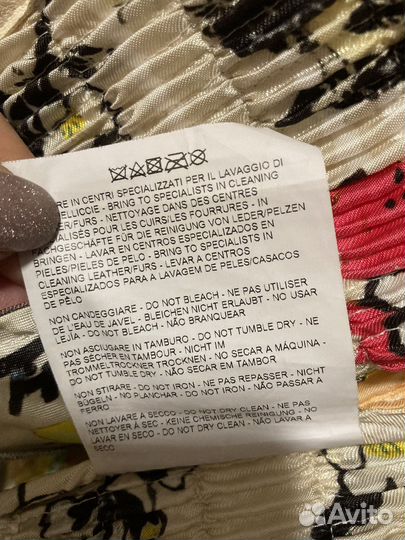 RE IN CENTRI SPECIALIZZATI PER IL LAVAGGIO DI
ELLICCIE - BRING TO SPECIALISTS IN CLEANING
ER/FURS - NETTOYAGE DANS DES CENTRES
ALISÉS POUR LES CUIRS/LES FOURRURES - IN
FACHGESCHÄFTE FÜR DIE REINIGUNG VON LEDER/PELZEN
BRINGEN - LAVAR EN CENTROS ESPECIALIZADOS EN
PIELES/PIELES DE PELO - BRING TO SPECIALISTS IN
CLEANING LEATHER/FURS - LEVAR A CENTROS
ESPECIALIZADOS PARA A LAVAGEM DE PELES/CASACOS
DE PÊLO
NON CANDEGGIARE - DO NOT BLEACH - NE PAS UTILISER
DE L'EAU DE JAVEL - BLEICHEN NICHT ERLAUBT - NO USAR
LEJÍA - DO NOT BLEACH - NÃO BRANQUEAR
NON ASCIUGARE IN TAMBURO - DO NOT TUMBLE DRY - NE
PAS SÉCHER EN TAMBOUR - NICHT IM
TROMMELTROCKNER TROCKNEN - NO SECAR A MÁQUINA -
DO NOT TUMBLE DRY - NÃO SECAR EM TAMBOR
NON STIRARE - DO NOT IRON - NE PAS REPASSER - NICHT
BÜGELN - NO PLANCHAR - DO NOT IRON - NÃO PASSAR A
FERRO
NON LAVARE A SECCO - DO NOT DRY CLEAN - NE PAS
NETTOYER À SEC - KEINE CHEMISCHE REINIGUNG - NO
LAVAR EN SECO - DO NOT DRY CLEAN - NÃO LAVAR A
SECO
Avito